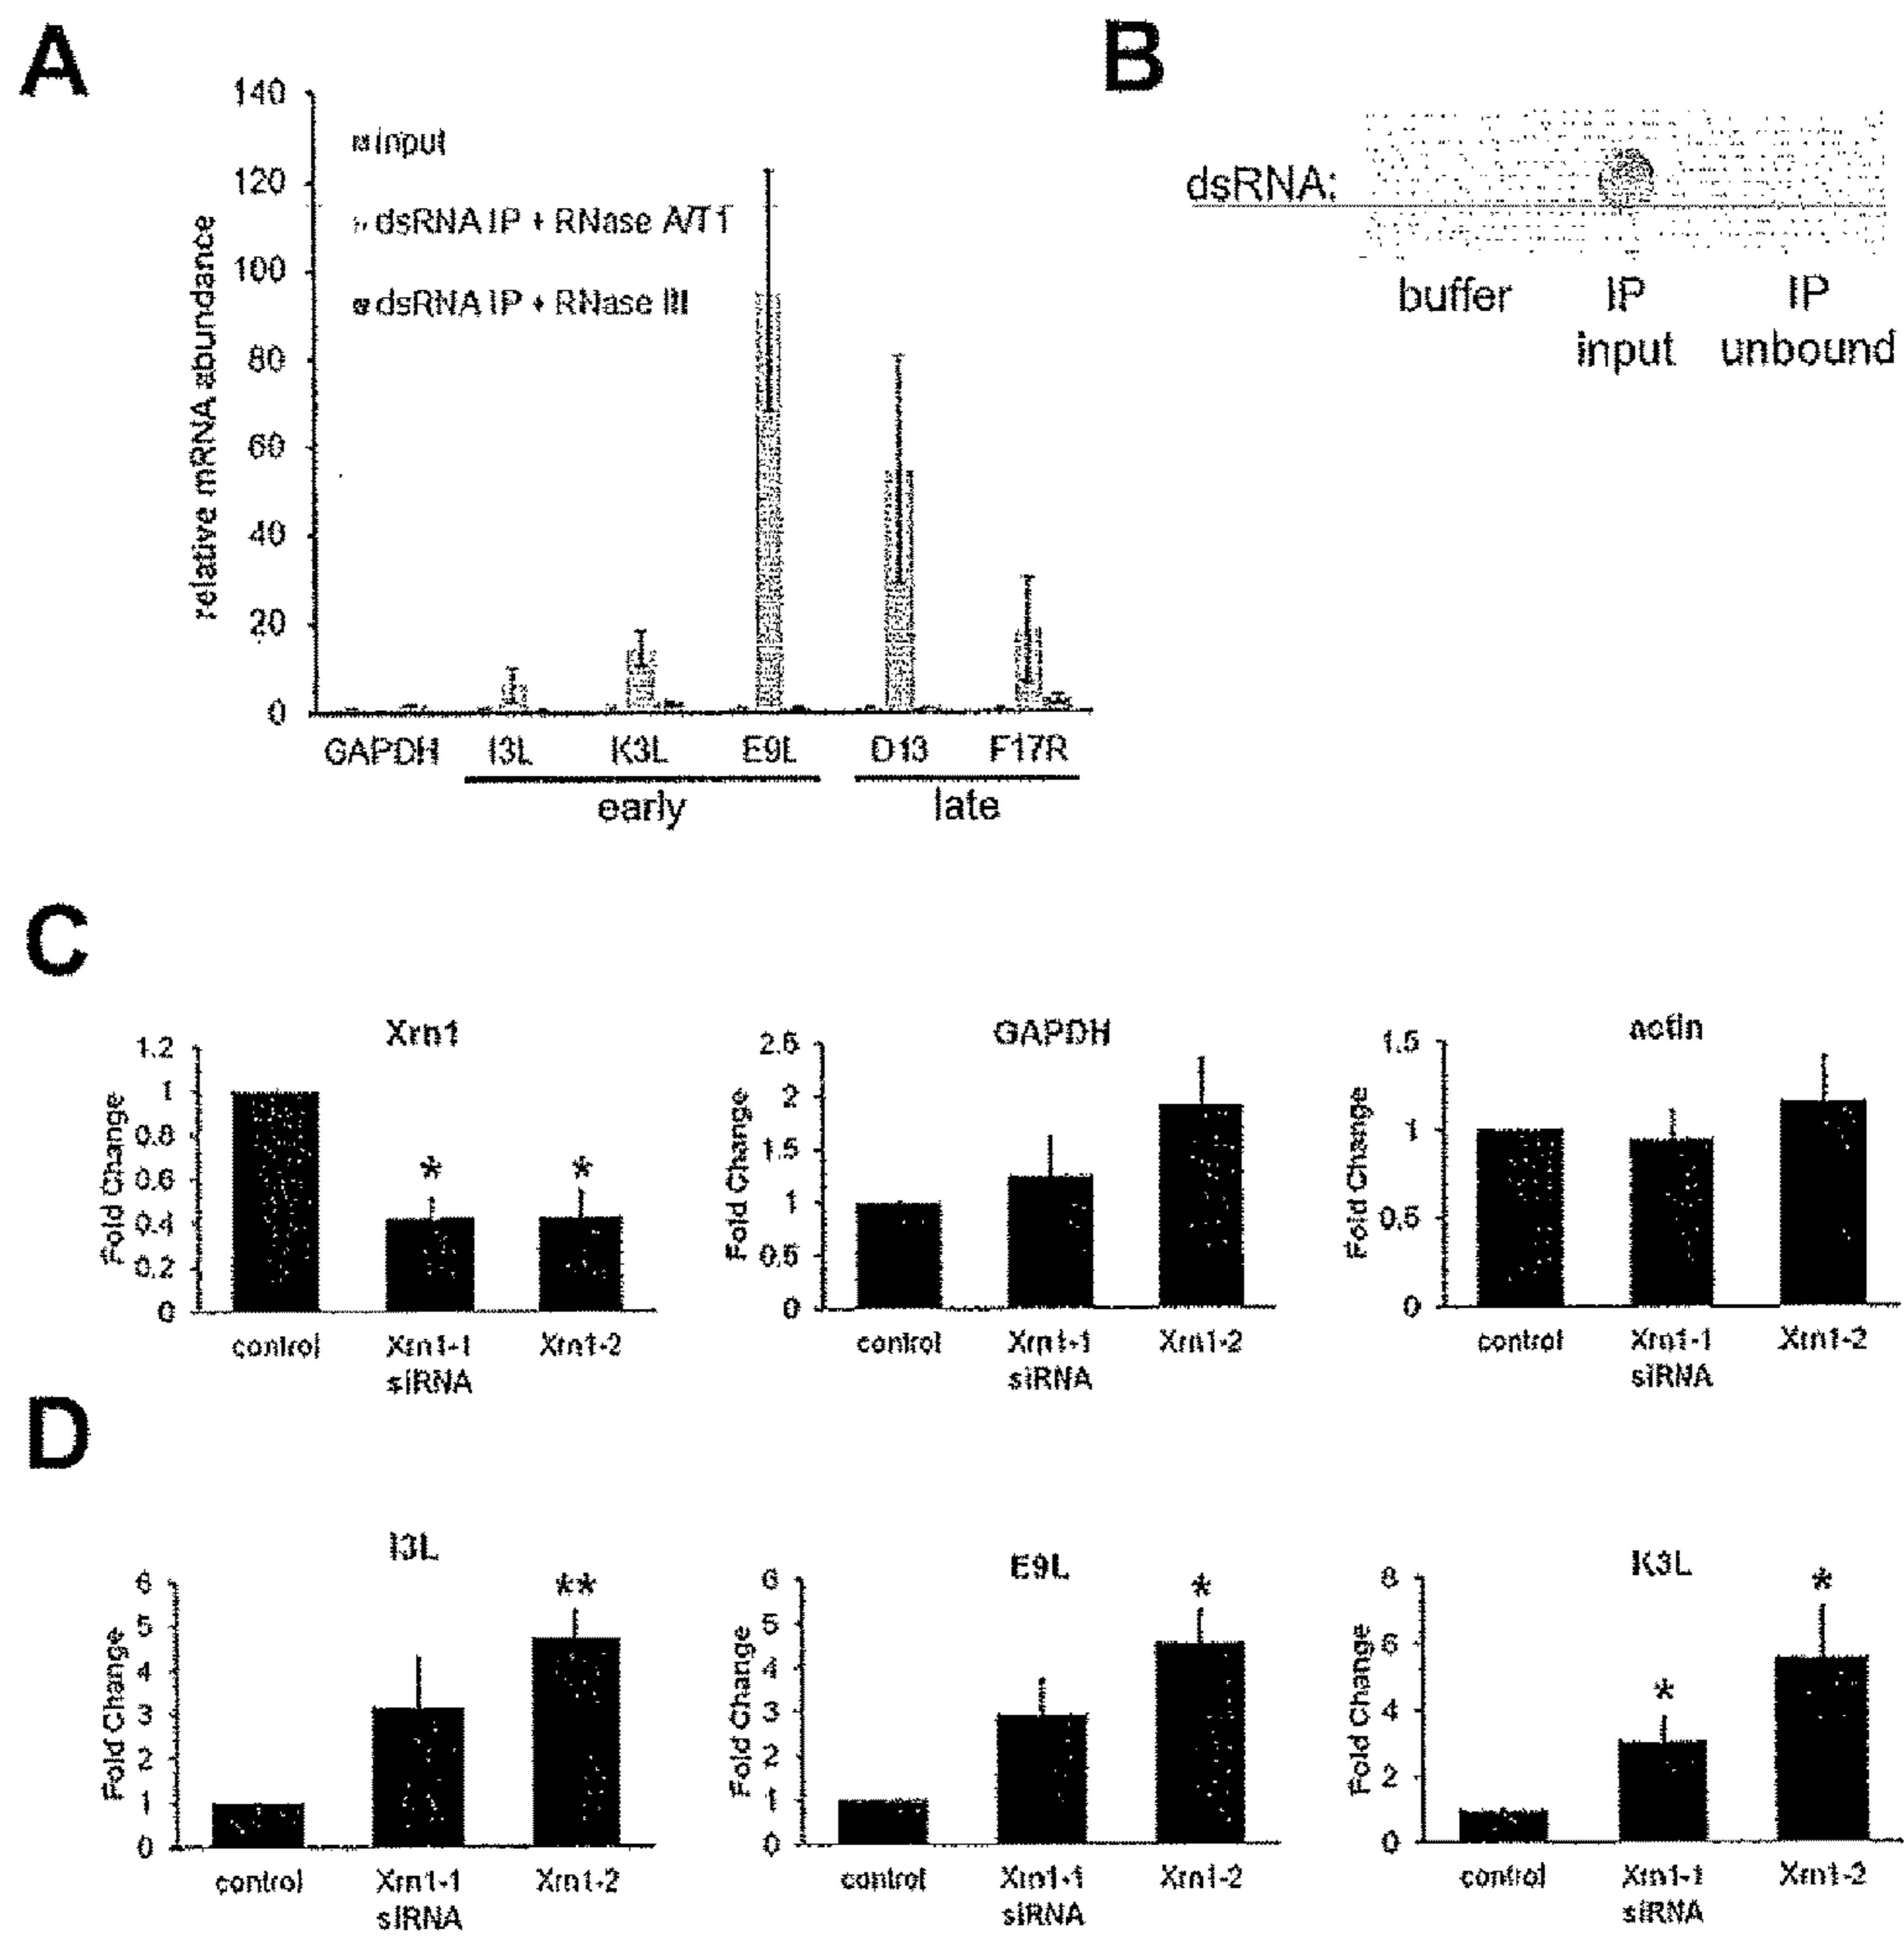 A
140
120
100
80
60
40
20
0
relative mRNA abundance
input
dsRNA IP + RNase A/T1
dsRNA IP + RNase III
GAPDH I3L K3L E9L D13 F17R
early late
B
dsRNA:
buffer IP IP
input unbound
C
Xrn1
1.2
1
0.8
0.6
0.4
0.2
0
Fold Change
* *
control Xrn1-1 Xrn1-2
siRNA
GAPDH
2.5
2
1.5
1
0.5
0
Fold Change
control Xrn1-1 Xrn1-2
siRNA
actin
1.5
1
0.5
0
Fold Change
control Xrn1-1 Xrn1-2
siRNA
D
I3L
6
5
4
3
2
1
0
Fold Change
**
control Xrn1-1 Xrn1-2
siRNA
E9L
6
5
4
3
2
1
0
Fold Change
*
control Xrn1-1 Xrn1-2
siRNA
K3L
8
6
4
2
0
Fold Change
* *
control Xrn1-1 Xrn1-2
siRNA